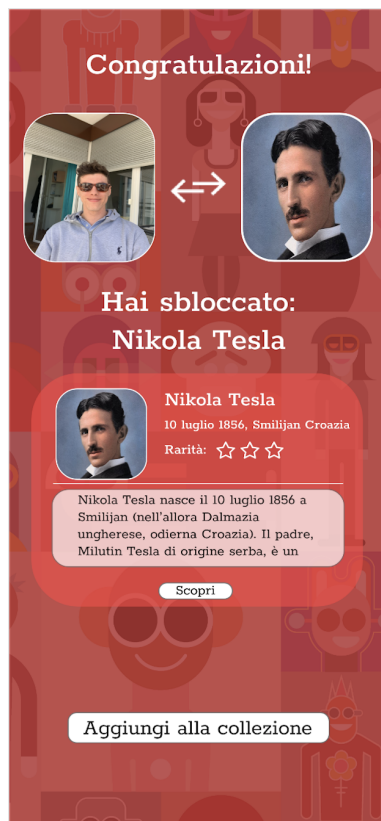 Congratulazioni!
Hai sbloccato:
Nikola Tesla
Nikola Tesla
10 luglio 1856, Smilijan Croazia
Rarità:
Nikola Tesla nasce il 10 luglio 1856 a
Smilijan (nell'allora Dalmazia
ungherese, odierna Croazia). Il padre,
Milutin Tesla di origine serba, è un
Scopri
Aggiungi alla collezione